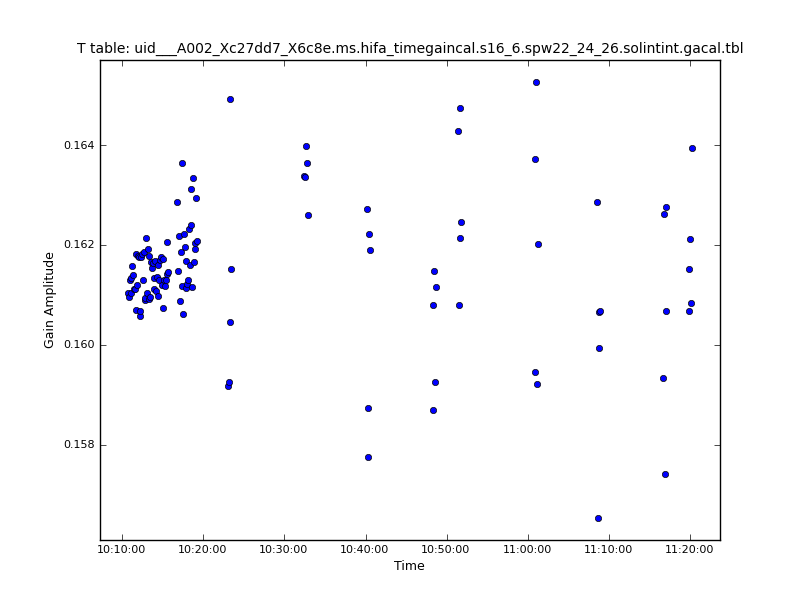 T table: uid___A002_Xc27dd7_X6c8e.ms.hifa_timegaincal.s16_6.spw22_24_26.solintint.gacal.tbl
0.164
0.162
0.160
0.158
Gain Amplitude
10:10:00 10:20:00 10:30:00 10:40:00 10:50:00 11:00:00 11:10:00 11:20:00
Time